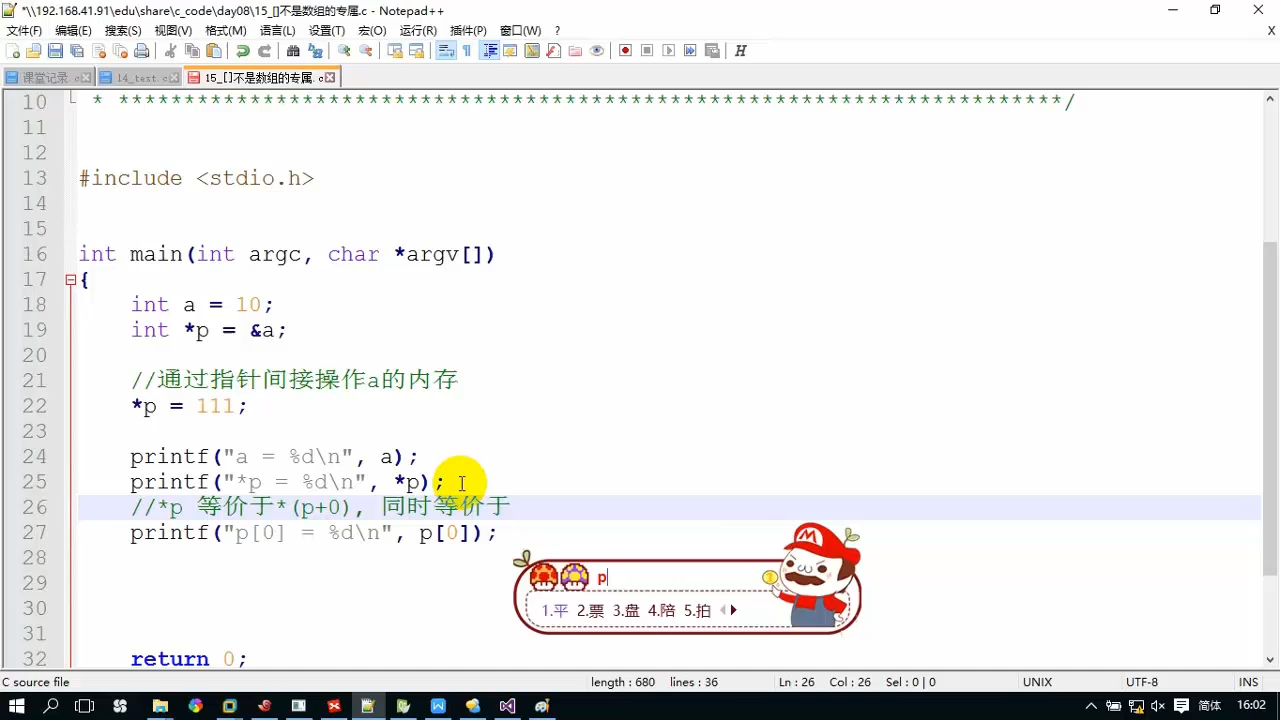 *\\192.168.41.91\edu\share\c_code\day08\15_[]不是数组的专属.c - Notepad++
文件(F) 编辑(E) 搜索(S) 视图(V) 格式(M) 语言(L) 设置(T) 宏(O) 运行(R) 插件(P) 窗口(W) ? X
课堂记录.c 14_test.c 15_[]不是数组的专属.c
10 * ************************************************************************/
11
12
13 #include <stdio.h>
14
15
16 int main(int argc, char *argv[])
17 {
18 int a = 10;
19 int *p = &a;
20
21 //通过指针间接操作a的内存
22 *p = 111;
23
24 printf("a = %d\n", a);
25 printf("*p = %d\n", *p);
26 //*p 等价于*(p+0), 同时等价于
27 printf("p[0] = %d\n", p[0]);
28
29
30
31
32 return 0;
p
1.平 2.票 3.盘 4.陪 5.拍
C source file length : 680 lines : 36 Ln : 26 Col : 26 Sel : 0 | 0 UNIX UTF-8 INS
简体 16:02